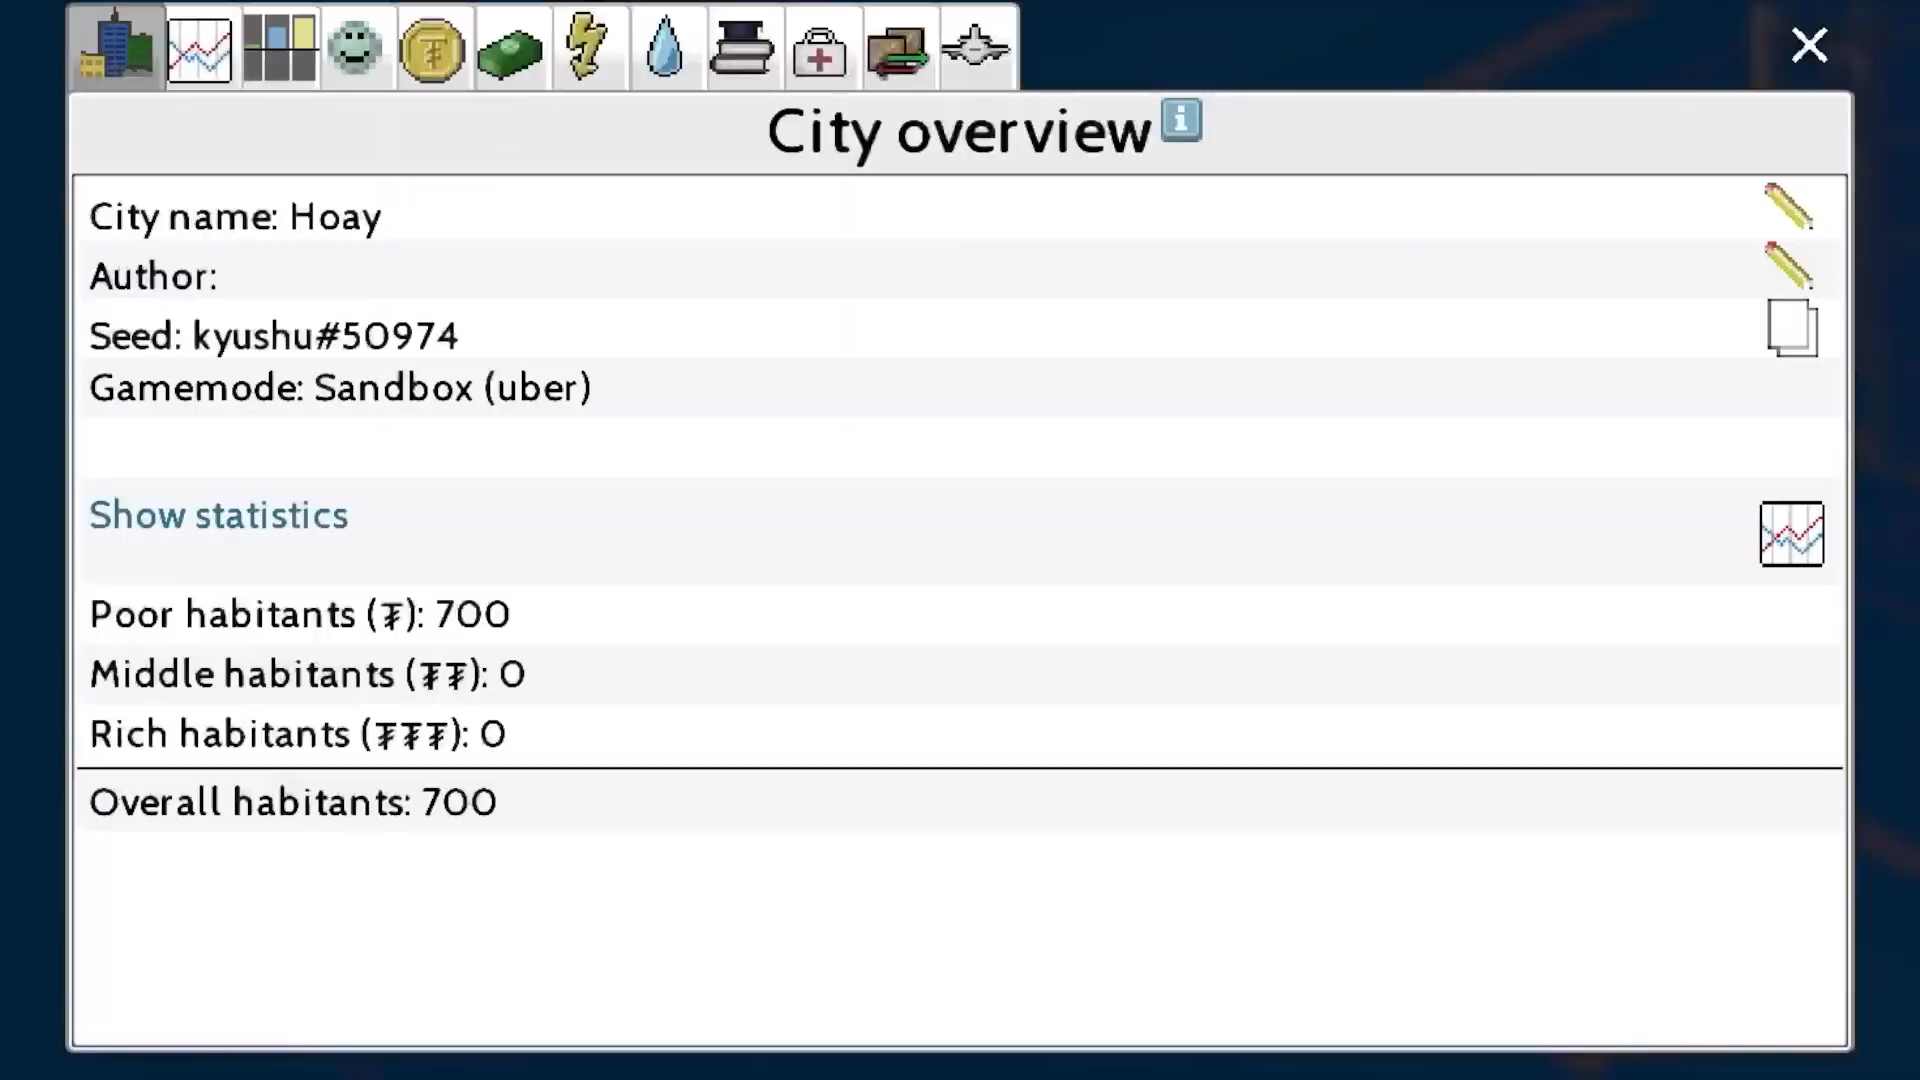 City overview
City name: Hoay
Author:
Seed: kyushu#50974
Gamemode: Sandbox (uber)
Show statistics
Poor habitants (₮): 700
Middle habitants (₮₮): 0
Rich habitants (₮₮₮): 0
Overall habitants: 700